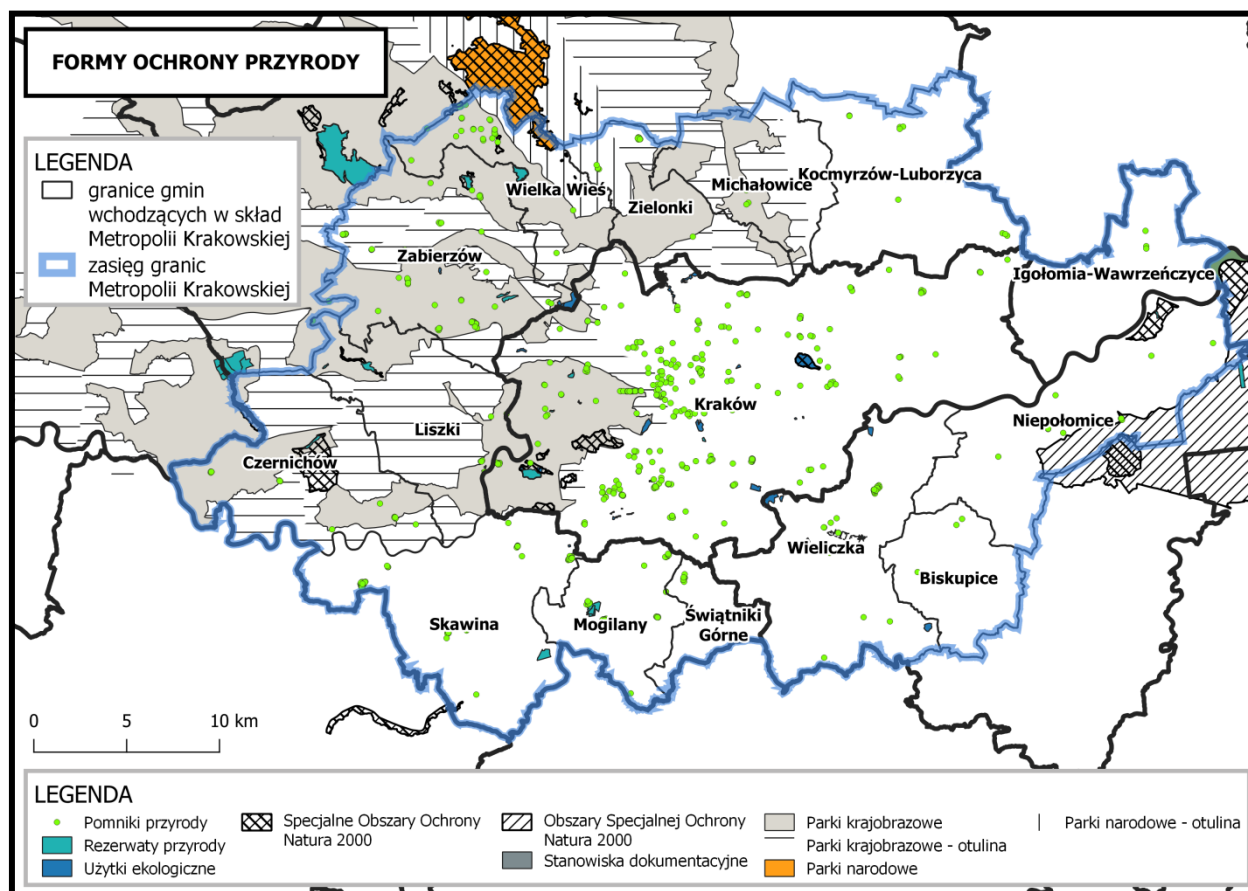 FORMY OCHRONY PRZYRODY
LEGENDA
granice gmin
wchodzących w skład
Metropolii Krakowskiej
zasięg granic
Metropolii Krakowskiej
Wielka Wieś
Zielonki
Michałowice
Kocmyrzów-Luborzyca
Zabierzów
Igołomia-Wawrzeńczyce
Kraków
Niepołomice
Liszki
Czernichów
Wieliczka
Biskupice
Skawina
Mogilany
Świątniki
Górne
0 5 10 km
LEGENDA
Pomniki przyrody
Rezerwaty przyrody
Użytki ekologiczne
Specjalne Obszary Ochrony
Natura 2000
Obszary Specjalnej Ochrony
Natura 2000
Stanowiska dokumentacyjne
Parki krajobrazowe
Parki krajobrazowe - otulina
Parki narodowe
Parki narodowe - otulina